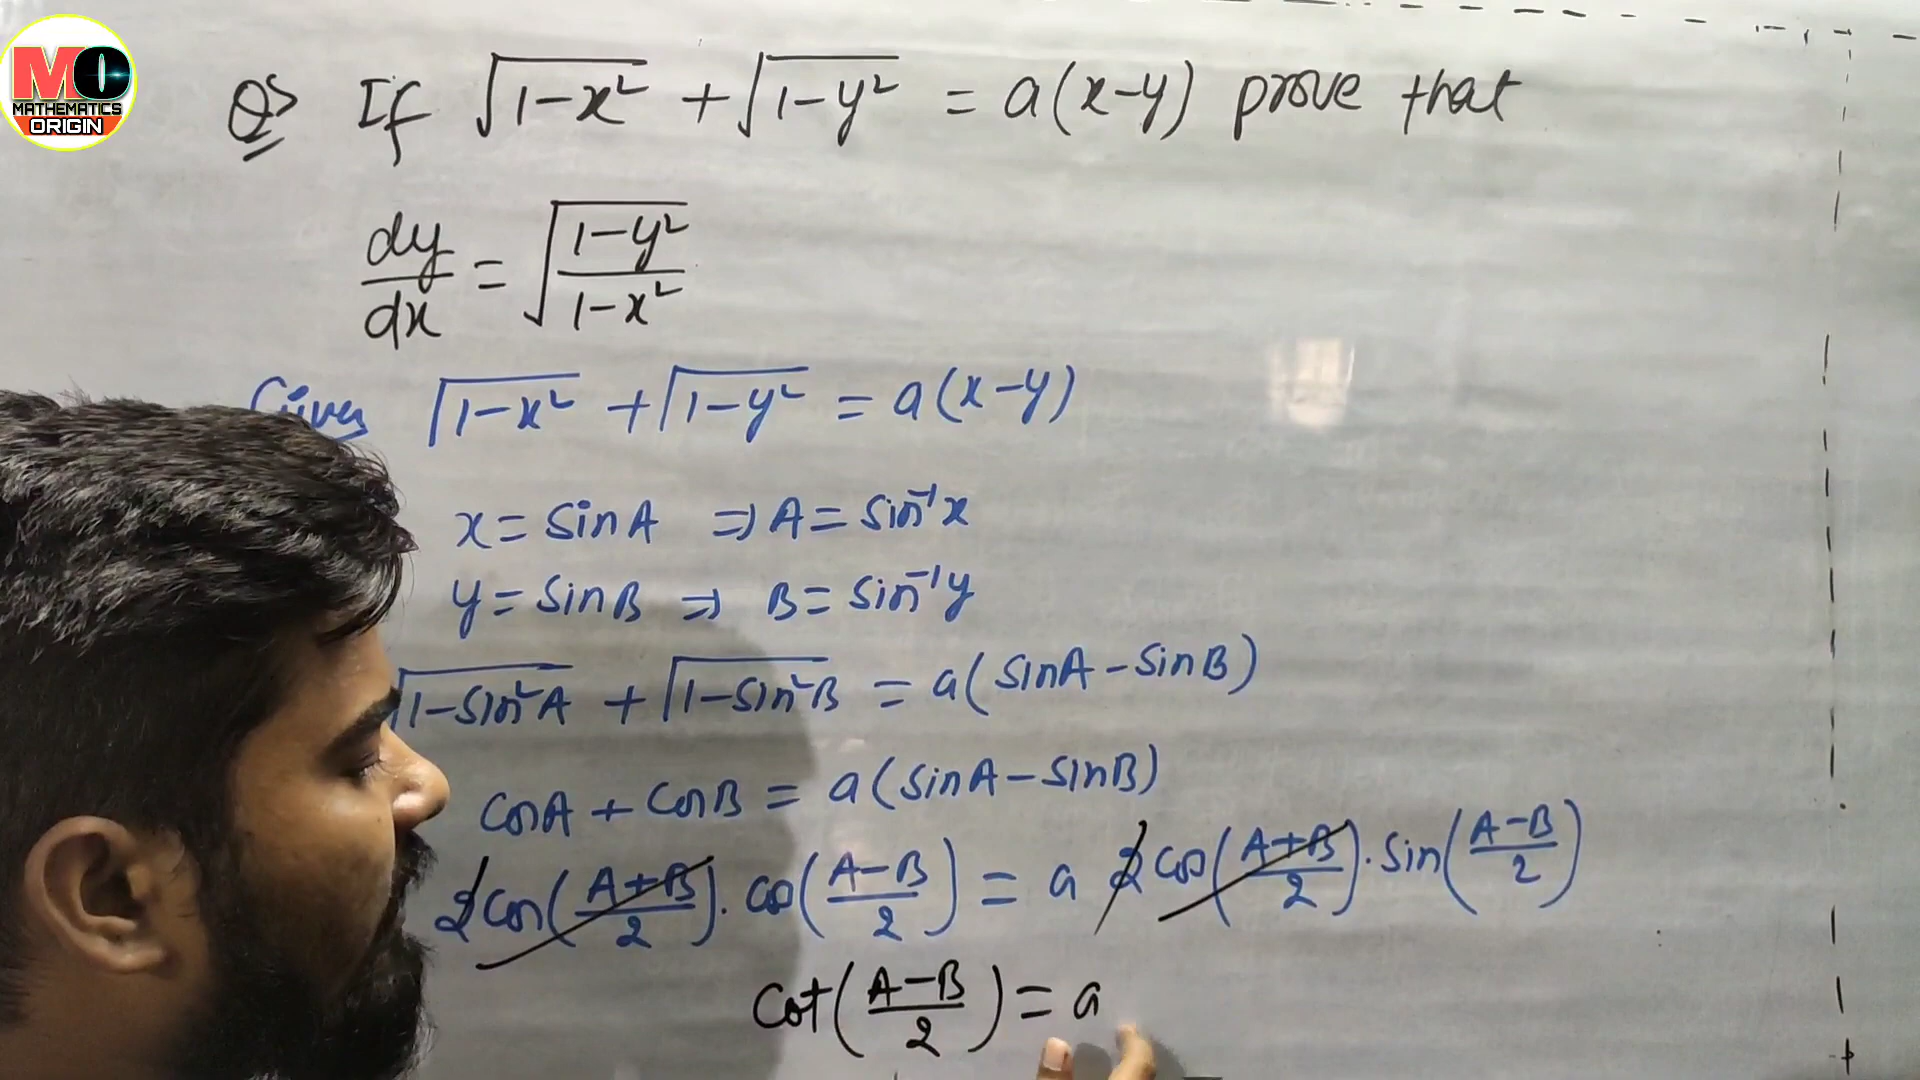 MO
MATHEMATICS
ORIGIN
Q> If √(1-x²) + √(1-y²) = a(x-y) prove that
dy/dx = √((1-y²)/(1-x²))
Given √(1-x²) + √(1-y²) = a(x-y)
x = sinA ⇒ A = sin⁻¹x
y = sinB ⇒ B = sin⁻¹y
√(1-sin²A) + √(1-sin²B) = a(sinA - sinB)
cosA + cosB = a(sinA - sinB)
2cos((A+B)/2)·cos((A-B)/2) = a 2cos((A+B)/2)·sin((A-B)/2)
cot((A-B)/2) = a